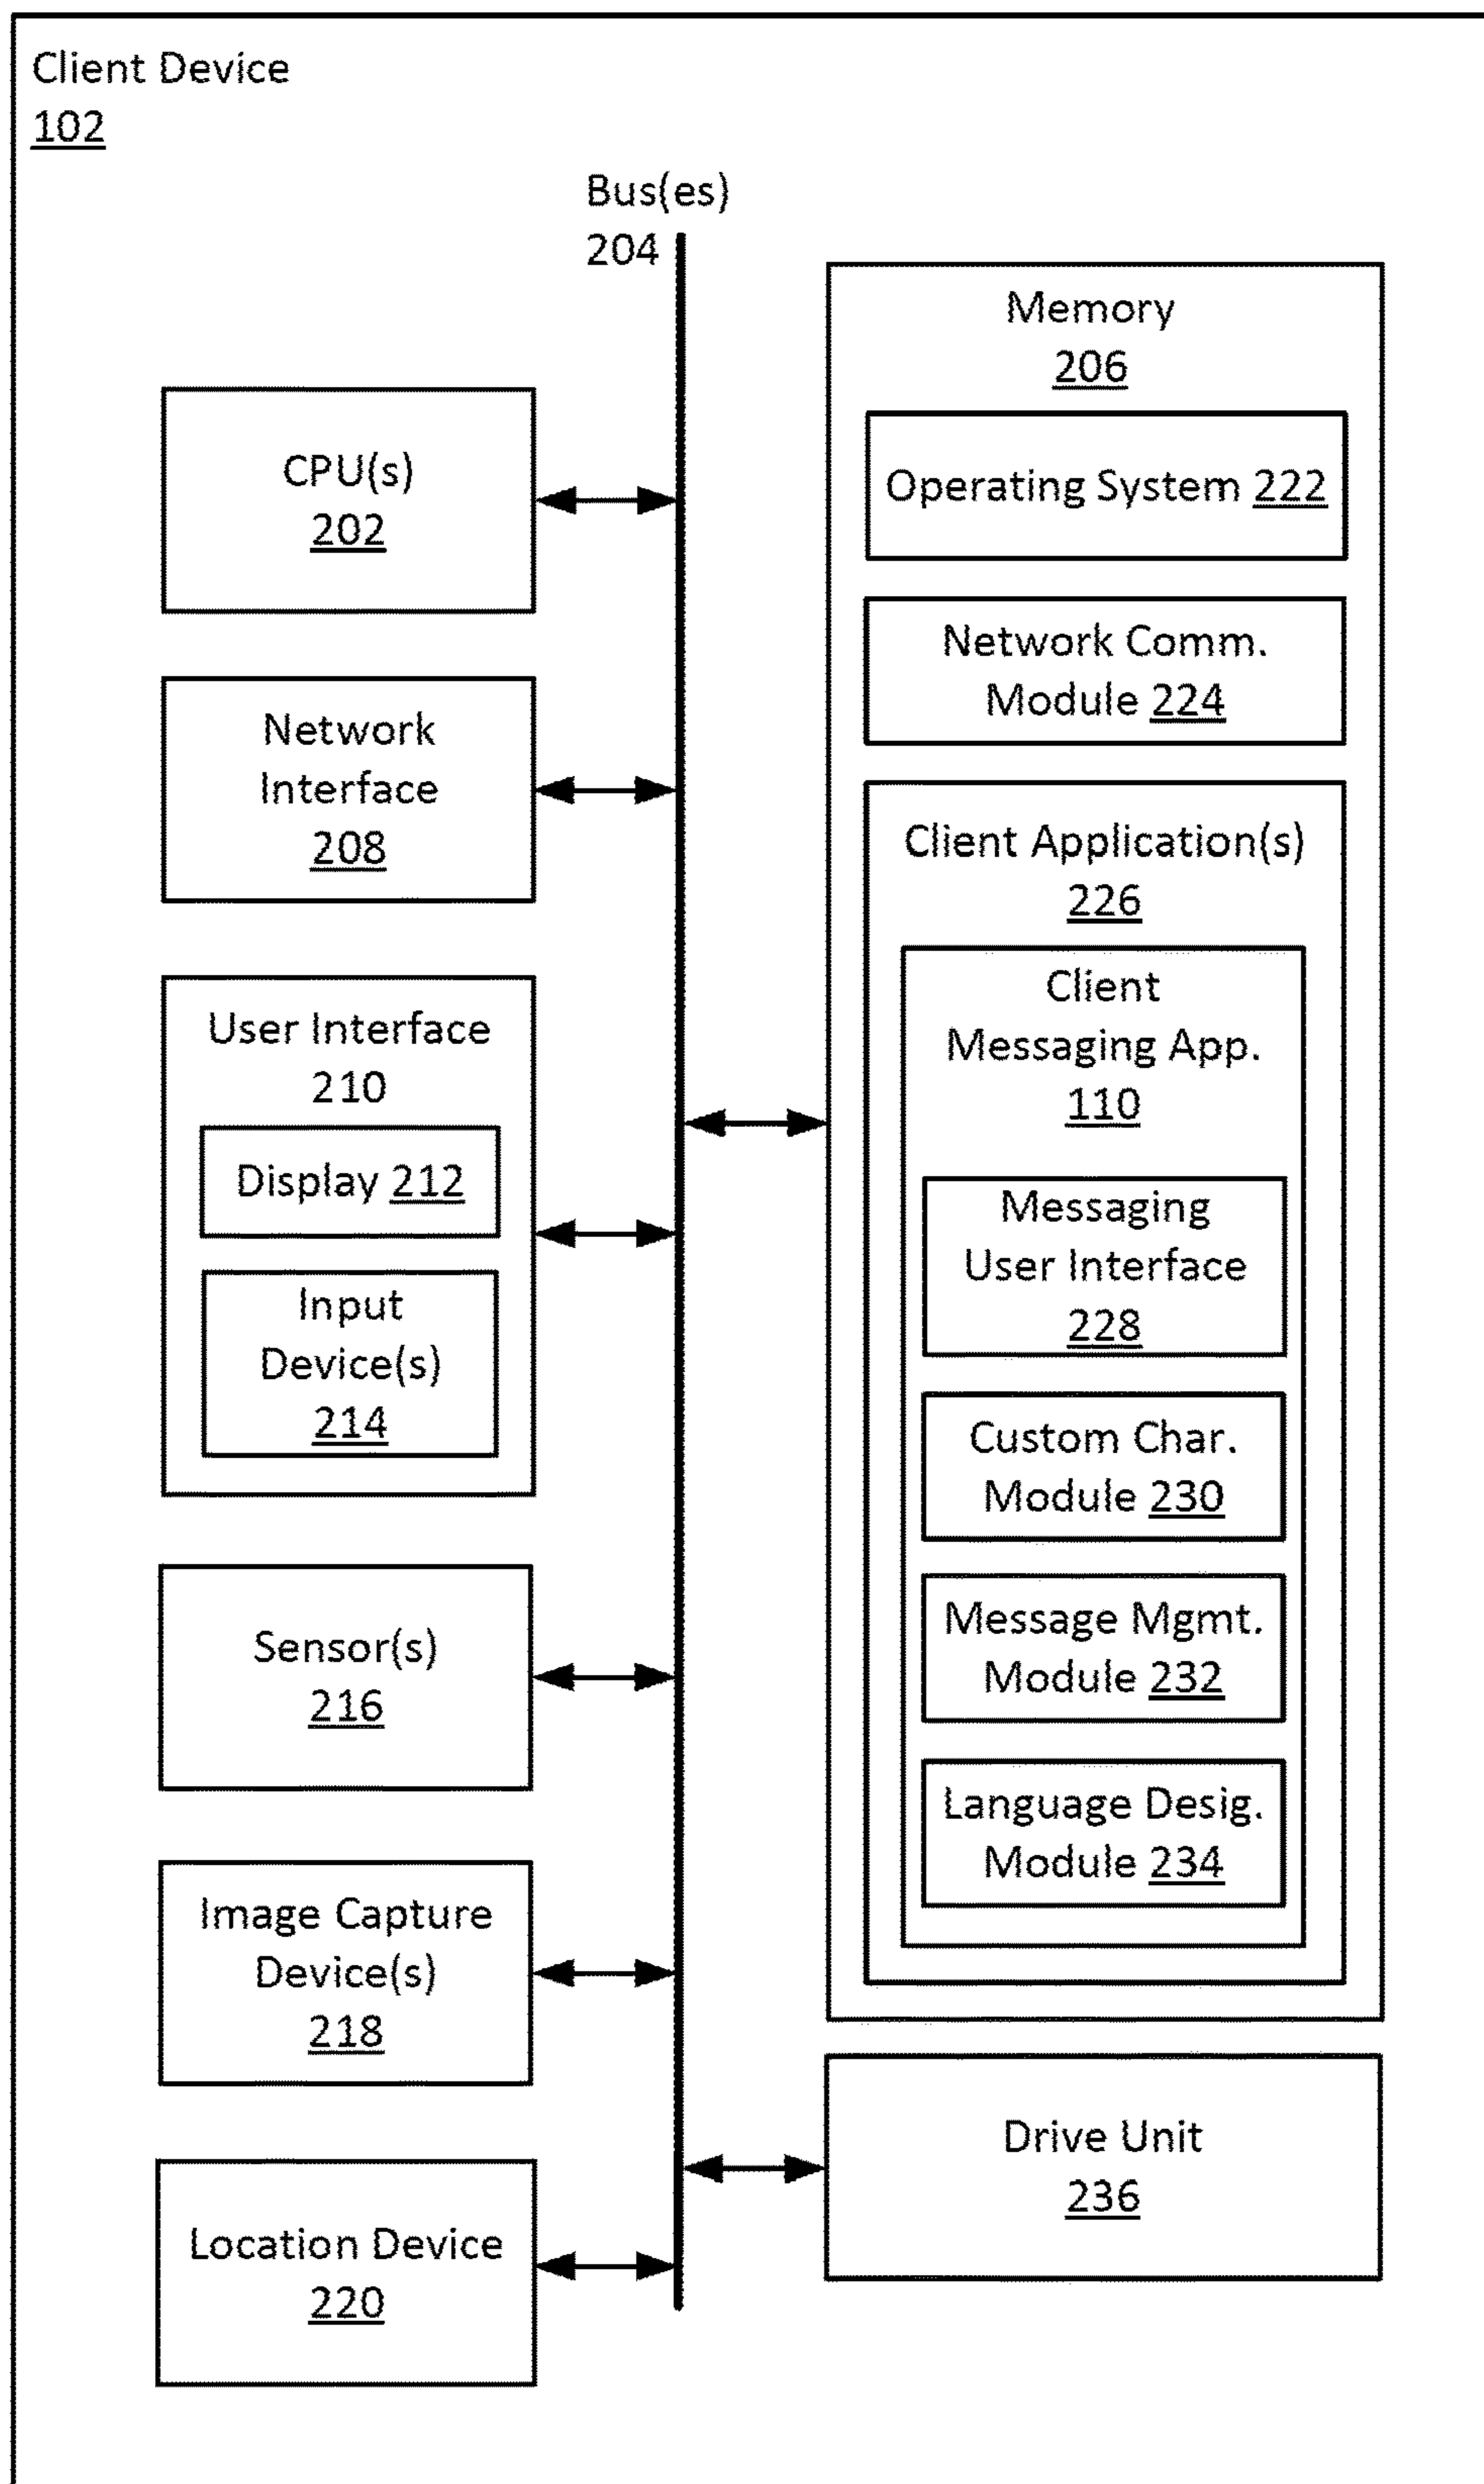 Client Device
102
Bus(es)
204
CPU(s)
202
Network
Interface
208
User Interface
210
Display 212
Input
Device(s)
214
Sensor(s)
216
Image Capture
Device(s)
218
Location Device
220
Memory
206
Operating System 222
Network Comm.
Module 224
Client Application(s)
226
Client
Messaging App.
110
Messaging
User Interface
228
Custom Char.
Module 230
Message Mgmt.
Module 232
Language Desig.
Module 234
Drive Unit
236